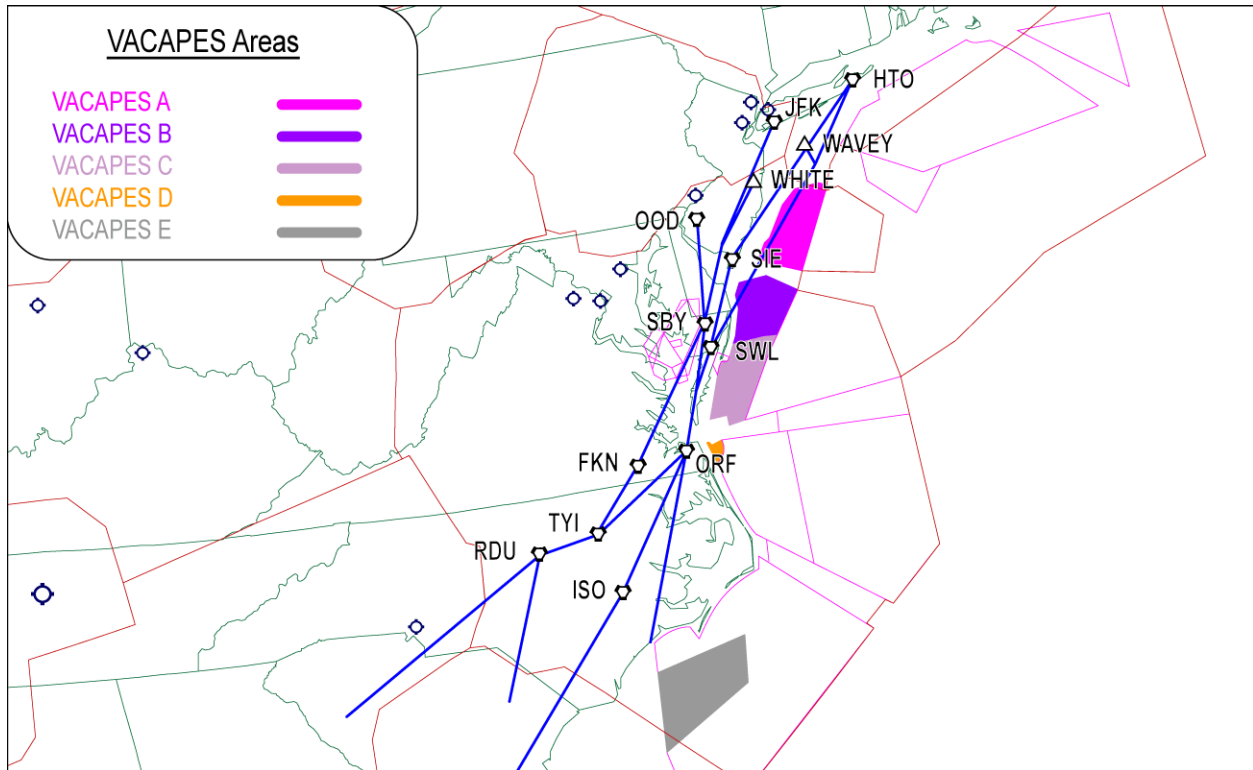 VACAPES Areas
VACAPES A
VACAPES B
VACAPES C
VACAPES D
VACAPES E
HTO
JFK
WAVEY
WHITE
OOD
SIE
SBY
SWL
FKN
ORF
TYI
RDU
ISO